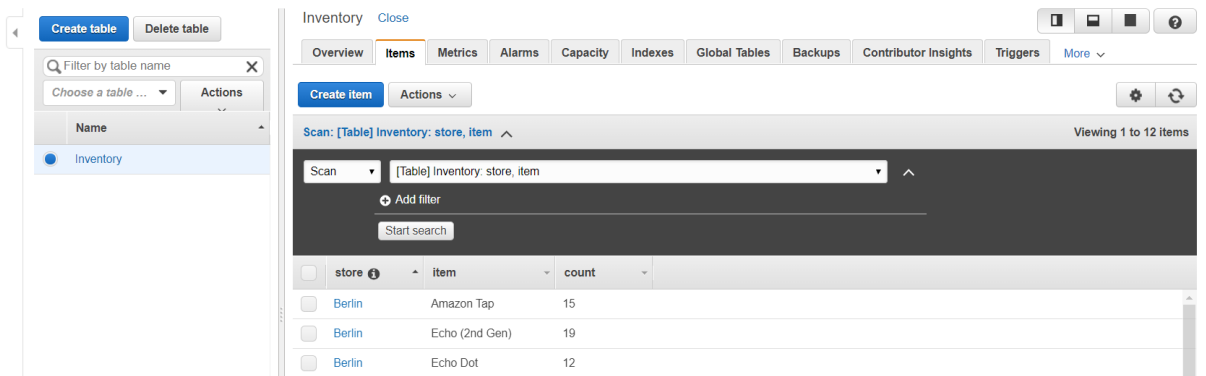 Create table Delete table
Filter by table name
Choose a table ... Actions
Name
Inventory
Inventory Close
Overview Items Metrics Alarms Capacity Indexes Global Tables Backups Contributor Insights Triggers More
Create item Actions
Scan: [Table] Inventory: store, item Viewing 1 to 12 items
Scan [Table] Inventory: store, item
Add filter
Start search
store item count
Berlin Amazon Tap 15
Berlin Echo (2nd Gen) 19
Berlin Echo Dot 12